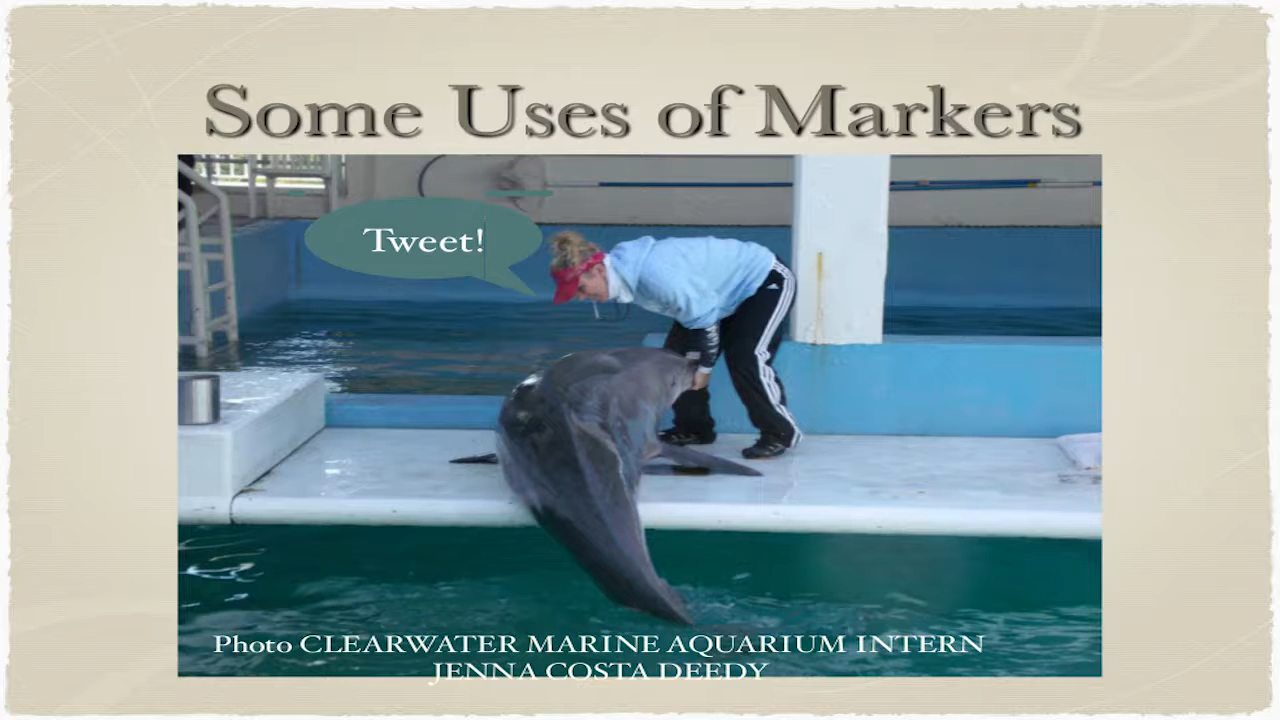 Some Uses of Markers
Tweet!
Photo CLEARWATER MARINE AQUARIUM INTERN
JENNA COSTA DEEDY